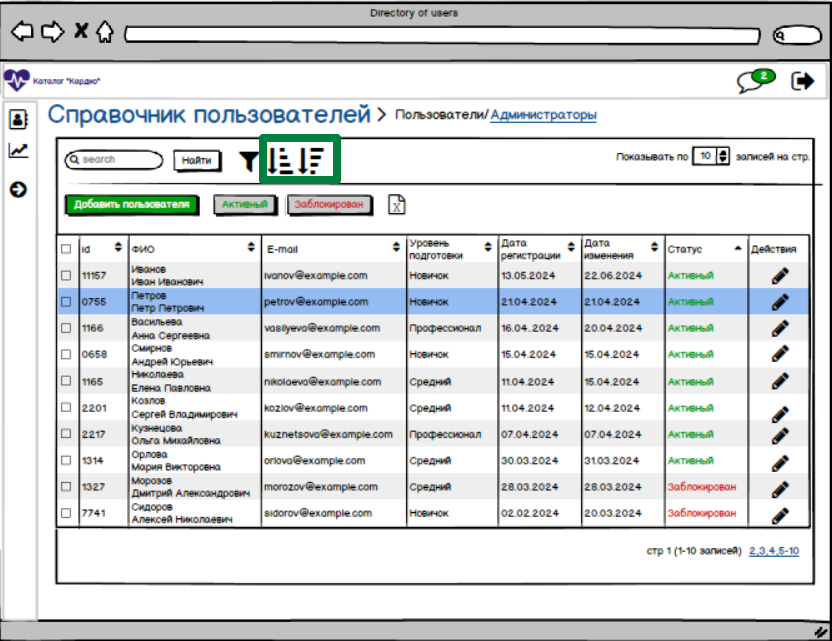 Directory of users
Каталог "Кардио"
2
Справочник пользователей > Пользователи/Администраторы
search
Найти
Показывать по 10 записей на стр.
Добавить пользователя
Активный
Заблокирован
X
id
ФИО
E-mail
Уровень подготовки
Дата регистрации
Дата изменения
Статус
Действия
11157 Иванов Иван Иванович ivanov@example.com Новичок 13.05.2024 22.06.2024 Активный
0755 Петров Петр Петрович petrov@example.com Новичок 21.04.2024 21.04.2024 Активный
1166 Васильева Анна Сергеевна vasilyeva@example.com Профессионал 16.04..2024 20.04.2024 Активный
0658 Смирнов Андрей Юрьевич smirnov@example.com Новичок 15.04.2024 15.04.2024 Активный
1165 Николаева Елена Павловна nikolaeva@example.com Средний 11.04.2024 15.04.2024 Активный
2201 Козлов Сергей Владимирович kozlov@example.com Средний 11.04.2024 12.04.2024 Активный
2217 Кузнецова Ольга Михайловна kuznetsova@example.com Профессионал 07.04.2024 07.04.2024 Активный
1314 Орлова Мария Викторовна orlova@example.com Средний 30.03.2024 31.03.2024 Активный
1327 Морозов Дмитрий Александрович morozov@example.com Средний 28.03.2024 28.03.2024 Заблокирован
7741 Сидоров Алексей Николаевич sidorov@example.com Новичок 02.02.2024 20.03.2024 Заблокирован
стр 1 (1-10 записей) 2,3,4,5-10